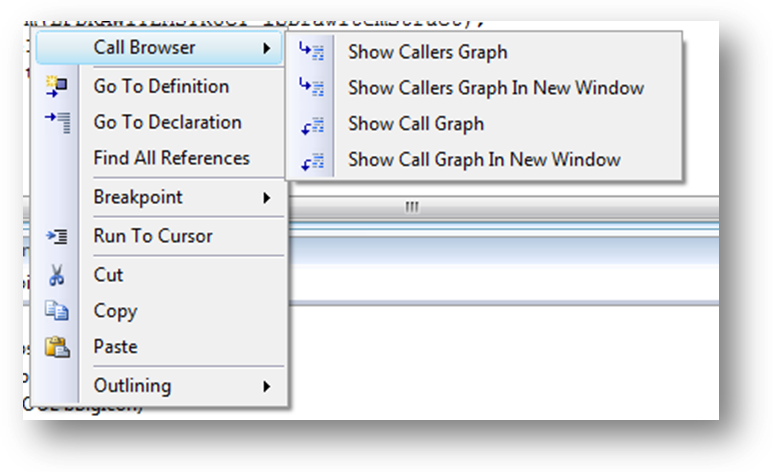 Call Browser
Go To Definition
Go To Declaration
Find All References
Breakpoint
Run To Cursor
Cut
Copy
Paste
Outlining
Show Callers Graph
Show Callers Graph In New Window
Show Call Graph
Show Call Graph In New Window